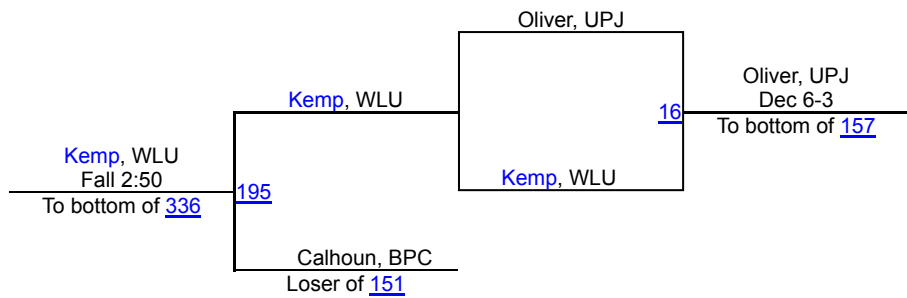 Oliver, UPJ
Oliver, UPJ
Dec 6-3
Kemp, WLU
16
To bottom of 157
Kemp, WLU
Kemp, WLU
Fall 2:50
195
To bottom of 336
Calhoun, BPC
Loser of 151